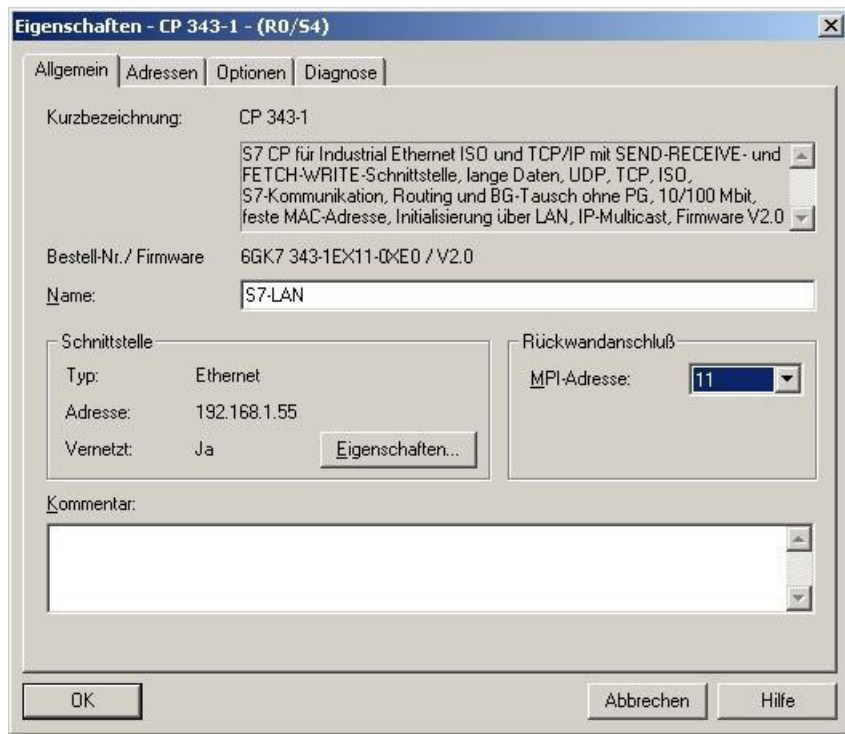 Eigenschaften - CP 343-1 - (R0/S4)
Allgemein Adressen Optionen Diagnose
Kurzbezeichnung: CP 343-1
S7 CP für Industrial Ethernet ISO und TCP/IP mit SEND-RECEIVE- und
FETCH-WRITE-Schnittstelle, lange Daten, UDP, TCP, ISO,
S7-Kommunikation, Routing und BG-Tausch ohne PG, 10/100 Mbit,
feste MAC-Adresse, Initialisierung über LAN, IP-Multicast, Firmware V2.0
Bestell-Nr./ Firmware 6GK7 343-1EX11-0XE0 / V2.0
Name: S7-LAN
Schnittstelle
Typ: Ethernet
Adresse: 192.168.1.55
Vernetzt: Ja Eigenschaften...
Rückwandanschluß
MPI-Adresse: 11
Kommentar:
OK Abbrechen Hilfe